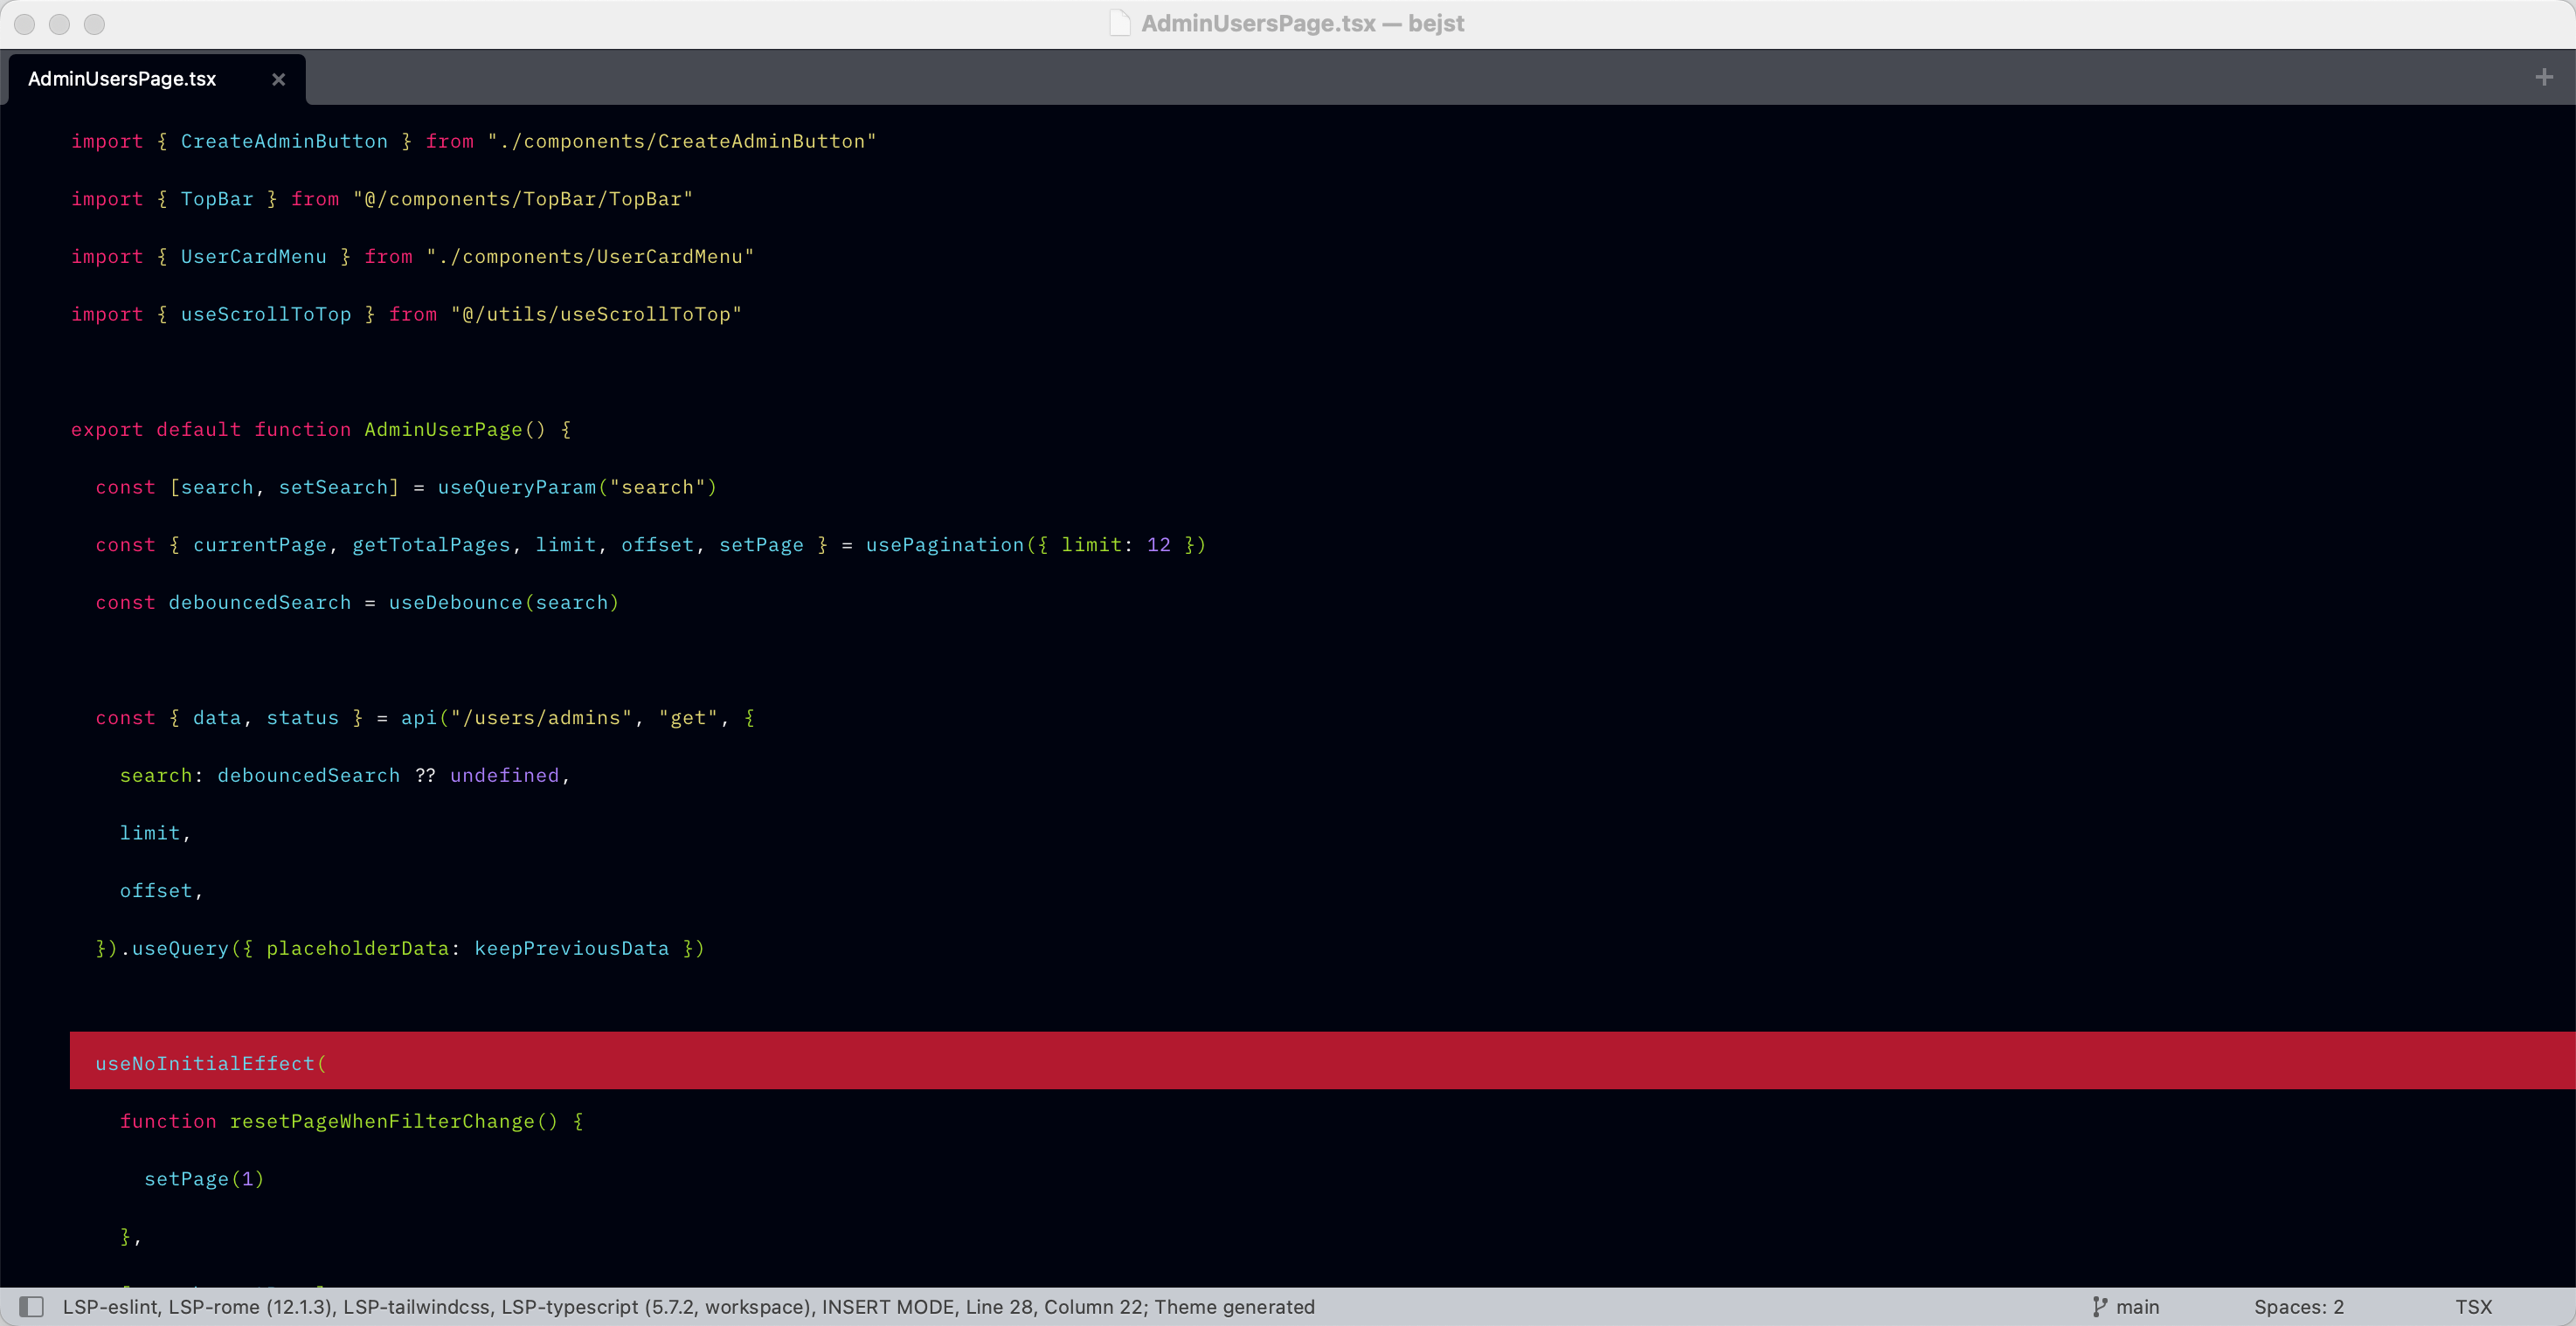 AdminUsersPage.tsx — bejst
AdminUsersPage.tsx
import { CreateAdminButton } from "./components/CreateAdminButton"
import { TopBar } from "@/components/TopBar/TopBar"
import { UserCardMenu } from "./components/UserCardMenu"
import { useScrollToTop } from "@/utils/useScrollToTop"
export default function AdminUserPage() {
const [search, setSearch] = useQueryParam("search")
const { currentPage, getTotalPages, limit, offset, setPage } = usePagination({ limit: 12 })
const debouncedSearch = useDebounce(search)
const { data, status } = api("/users/admins", "get", {
search: debouncedSearch ?? undefined,
limit,
offset,
}).useQuery({ placeholderData: keepPreviousData })
useNoInitialEffect(
function resetPageWhenFilterChange() {
setPage(1)
},
LSP-eslint, LSP-rome (12.1.3), LSP-tailwindcss, LSP-typescript (5.7.2, workspace), INSERT MODE, Line 28, Column 22; Theme generated
main
Spaces: 2
TSX